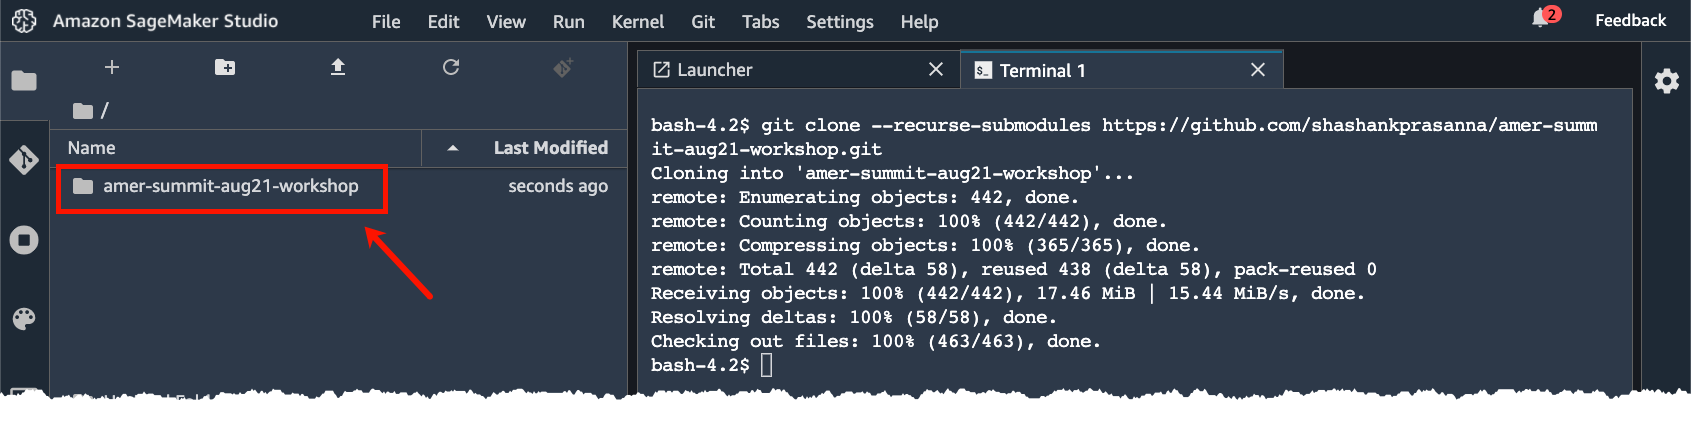 Amazon SageMaker Studio File Edit View Run Kernel Git Tabs Settings Help 2 Feedback
/
Name Last Modified
amer-summit-aug21-workshop seconds ago
Launcher Terminal 1
bash-4.2$ git clone --recurse-submodules https://github.com/shashankprasanna/amer-summ
it-aug21-workshop.git
Cloning into 'amer-summit-aug21-workshop'...
remote: Enumerating objects: 442, done.
remote: Counting objects: 100% (442/442), done.
remote: Compressing objects: 100% (365/365), done.
remote: Total 442 (delta 58), reused 438 (delta 58), pack-reused 0
Receiving objects: 100% (442/442), 17.46 MiB | 15.44 MiB/s, done.
Resolving deltas: 100% (58/58), done.
Checking out files: 100% (463/463), done.
bash-4.2$